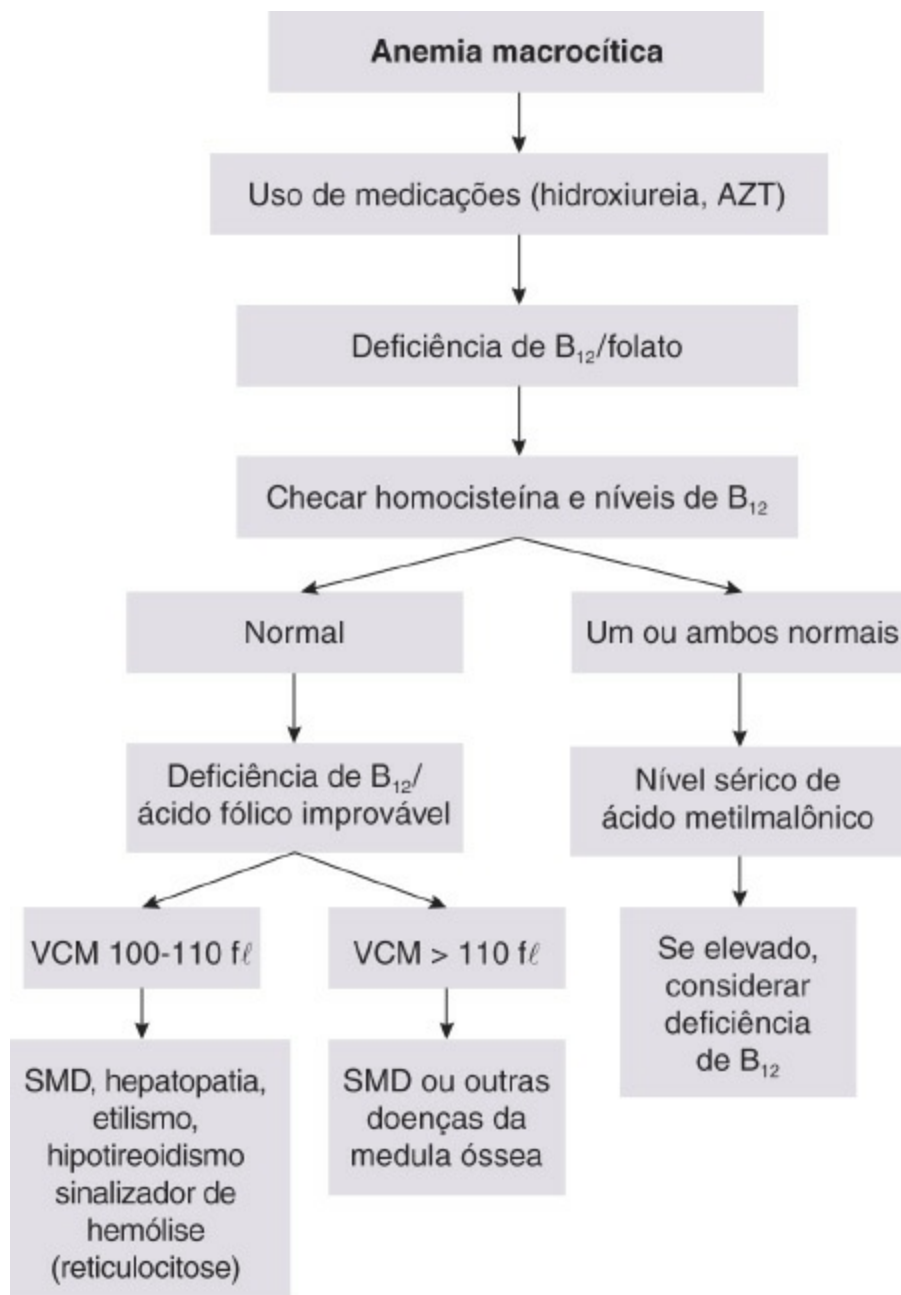 Anemia macrocítica
Uso de medicações (hidroxiureia, AZT)
Deficiência de B₁₂/folato
Checar homocisteína e níveis de B₁₂
Normal
Um ou ambos normais
Deficiência de B₁₂/
ácido fólico improvável
Nível sérico de
ácido metilmalônico
VCM 100-110 fℓ
VCM > 110 fℓ
Se elevado,
considerar
deficiência
de B₁₂
SMD, hepatopatia,
etilismo,
hipotireoidismo
sinalizador de
hemólise
(reticulocitose)
SMD ou outras
doenças da
medula óssea